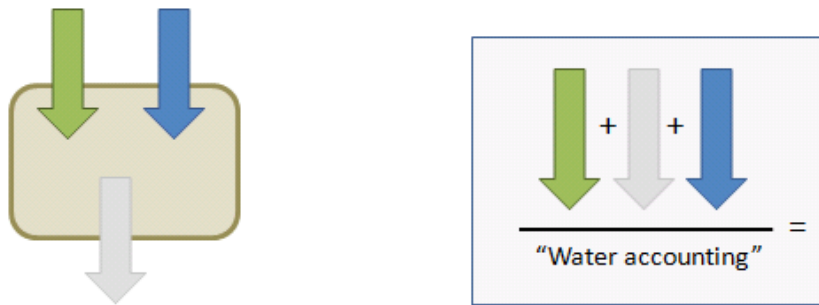 + +
“Water accounting” =